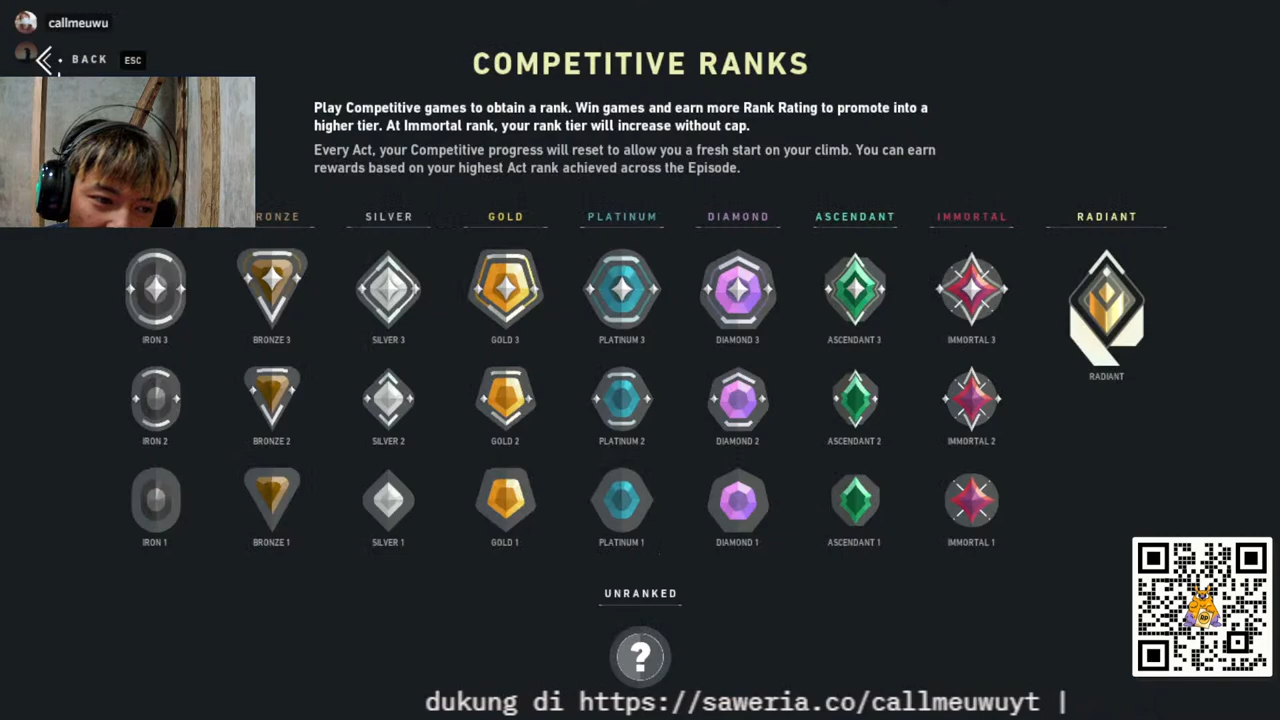 callmeuwu
BACK ESC
COMPETITIVE RANKS
Play Competitive games to obtain a rank. Win games and earn more Rank Rating to promote into a
higher tier. At Immortal rank, your rank tier will increase without cap.
Every Act, your Competitive progress will reset to allow you a fresh start on your climb. You can earn
rewards based on your highest Act rank achieved across the Episode.
RONZE SILVER GOLD PLATINUM DIAMOND ASCENDANT IMMORTAL RADIANT
IRON 3 BRONZE 3 SILVER 3 GOLD 3 PLATINUM 3 DIAMOND 3 ASCENDANT 3 IMMORTAL 3
RADIANT
IRON 2 BRONZE 2 SILVER 2 GOLD 2 PLATINUM 2 DIAMOND 2 ASCENDANT 2 IMMORTAL 2
IRON 1 BRONZE 1 SILVER 1 GOLD 1 PLATINUM 1 DIAMOND 1 ASCENDANT 1 IMMORTAL 1
UNRANKED
?
RP
dukung di https://saweria.co/callmeuwuyt |